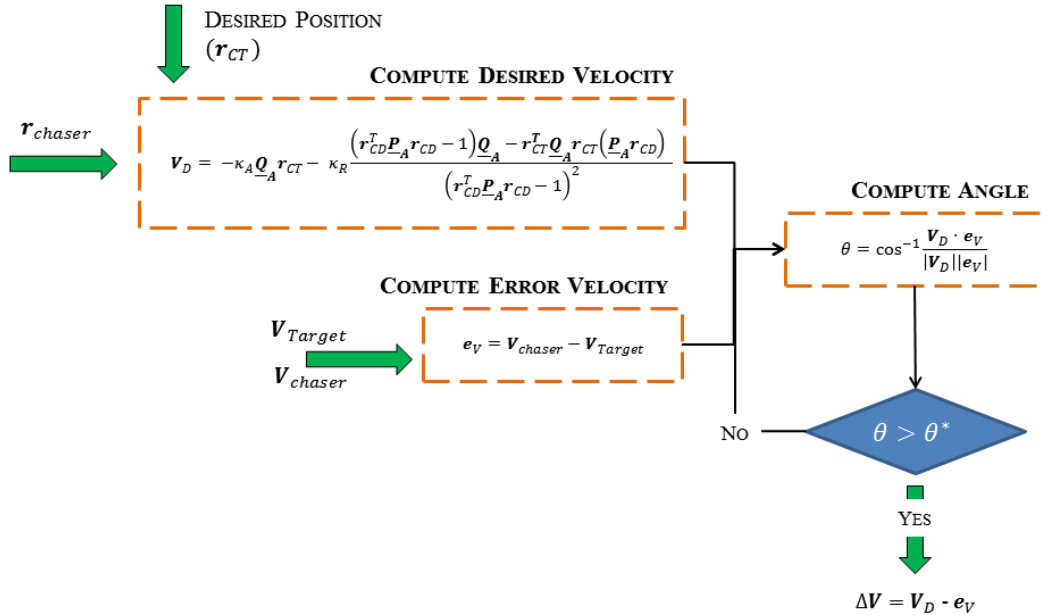 DESIRED POSITION
(r_CT)
COMPUTE DESIRED VELOCITY
r_chaser
V_D = −κ_A Q_A r_CT − κ_R ((r_CD^T P_A r_CD − 1) Q_A − r_CT^T Q_A r_CT (P_A r_CD)) / (r_CD^T P_A r_CD − 1)^2
COMPUTE ANGLE
θ = cos^−1 (V_D · e_V) / (|V_D||e_V|)
COMPUTE ERROR VELOCITY
V_Target
V_chaser
e_V = V_chaser − V_Target
NO
θ > θ*
YES
ΔV = V_D - e_V